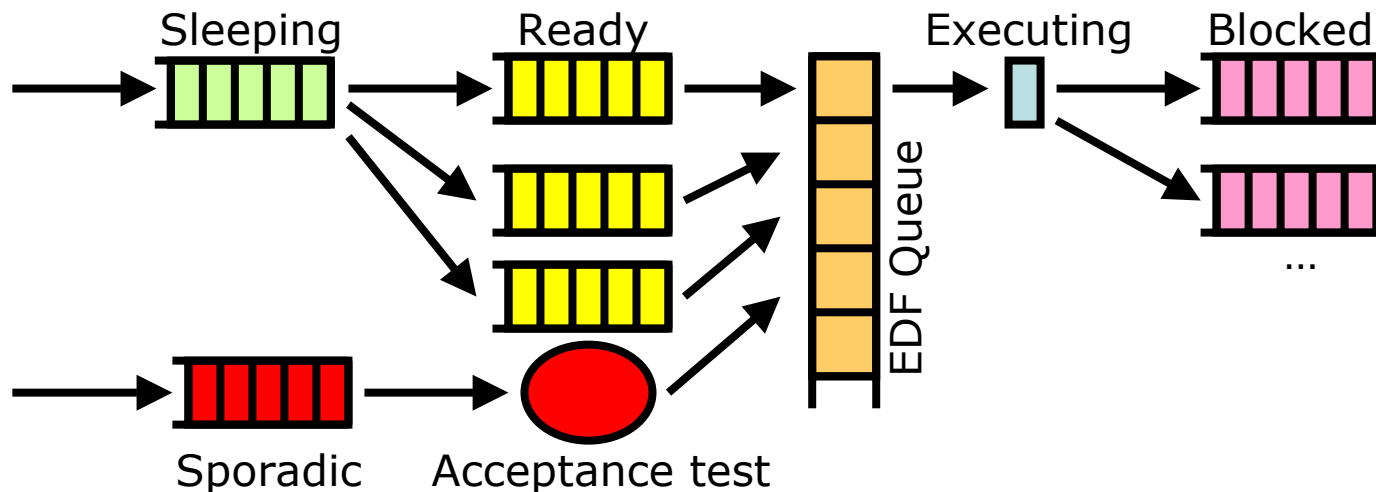 Sleeping
Ready
Executing
Blocked
EDF Queue
...
Sporadic
Acceptance test